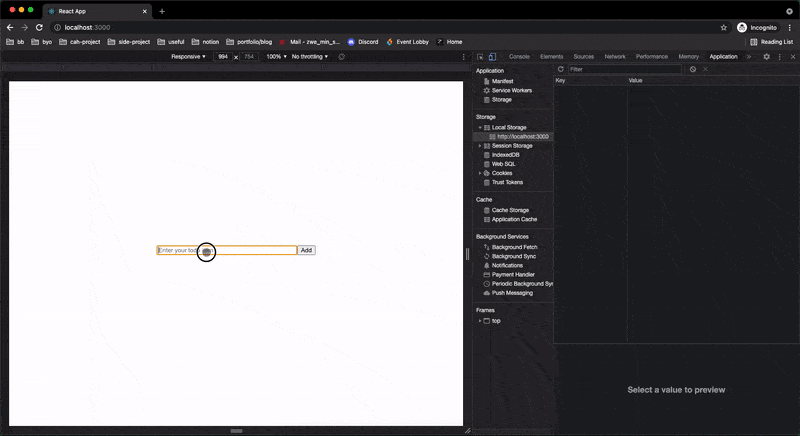 React App
localhost:3000
Incognito
bb byo cah-project side-project useful notion portfolio/blog Mail - zwe_min_s... Discord Event Lobby Home Reading List
Responsive 994 x 754 100% No throttling
Console Elements Sources Network Performance Memory Application
Application
Manifest
Service Workers
Storage
Storage
Local Storage
http://localhost:3000
Session Storage
IndexedDB
Web SQL
Cookies
Trust Tokens
Cache
Cache Storage
Application Cache
Background Services
Background Fetch
Background Sync
Notifications
Payment Handler
Periodic Background Syn
Push Messaging
Frames
top
Filter
Key Value
Select a value to preview
Enter your todo
Add